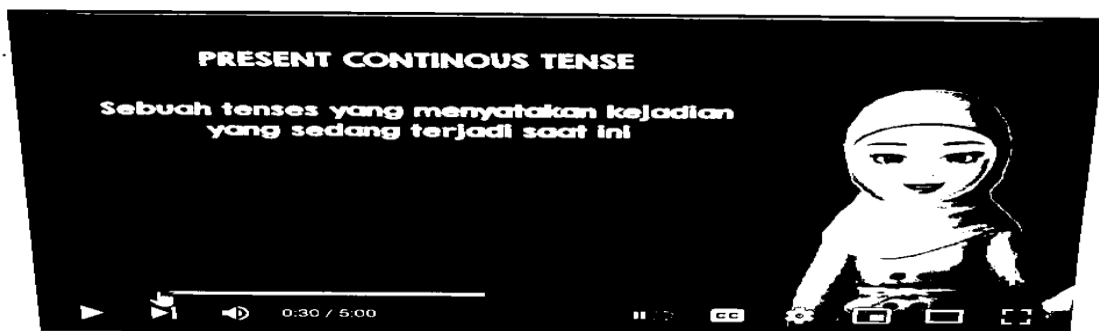 PRESENT CONTINOUS TENSE
Sebuah tenses yang menyatakan kejadian
yang sedang terjadi saat ini
0:30 / 5:00
CC